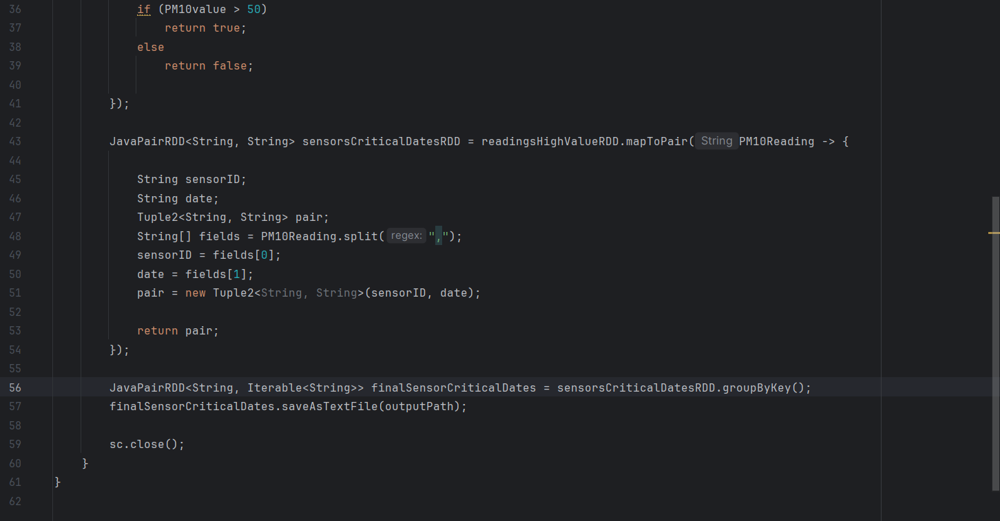 36 if (PM10value > 50)
37 return true;
38 else
39 return false;
40
41 });
42
43 JavaPairRDD<String, String> sensorsCriticalDatesRDD = readingsHighValueRDD.mapToPair( String PM10Reading -> {
44
45 String sensorID;
46 String date;
47 Tuple2<String, String> pair;
48 String[] fields = PM10Reading.split( regex: ",");
49 sensorID = fields[0];
50 date = fields[1];
51 pair = new Tuple2<String, String>(sensorID, date);
52
53 return pair;
54 });
55
56 JavaPairRDD<String, Iterable<String>> finalSensorCriticalDates = sensorsCriticalDatesRDD.groupByKey();
57 finalSensorCriticalDates.saveAsTextFile(outputPath);
58
59 sc.close();
60 }
61 }
62